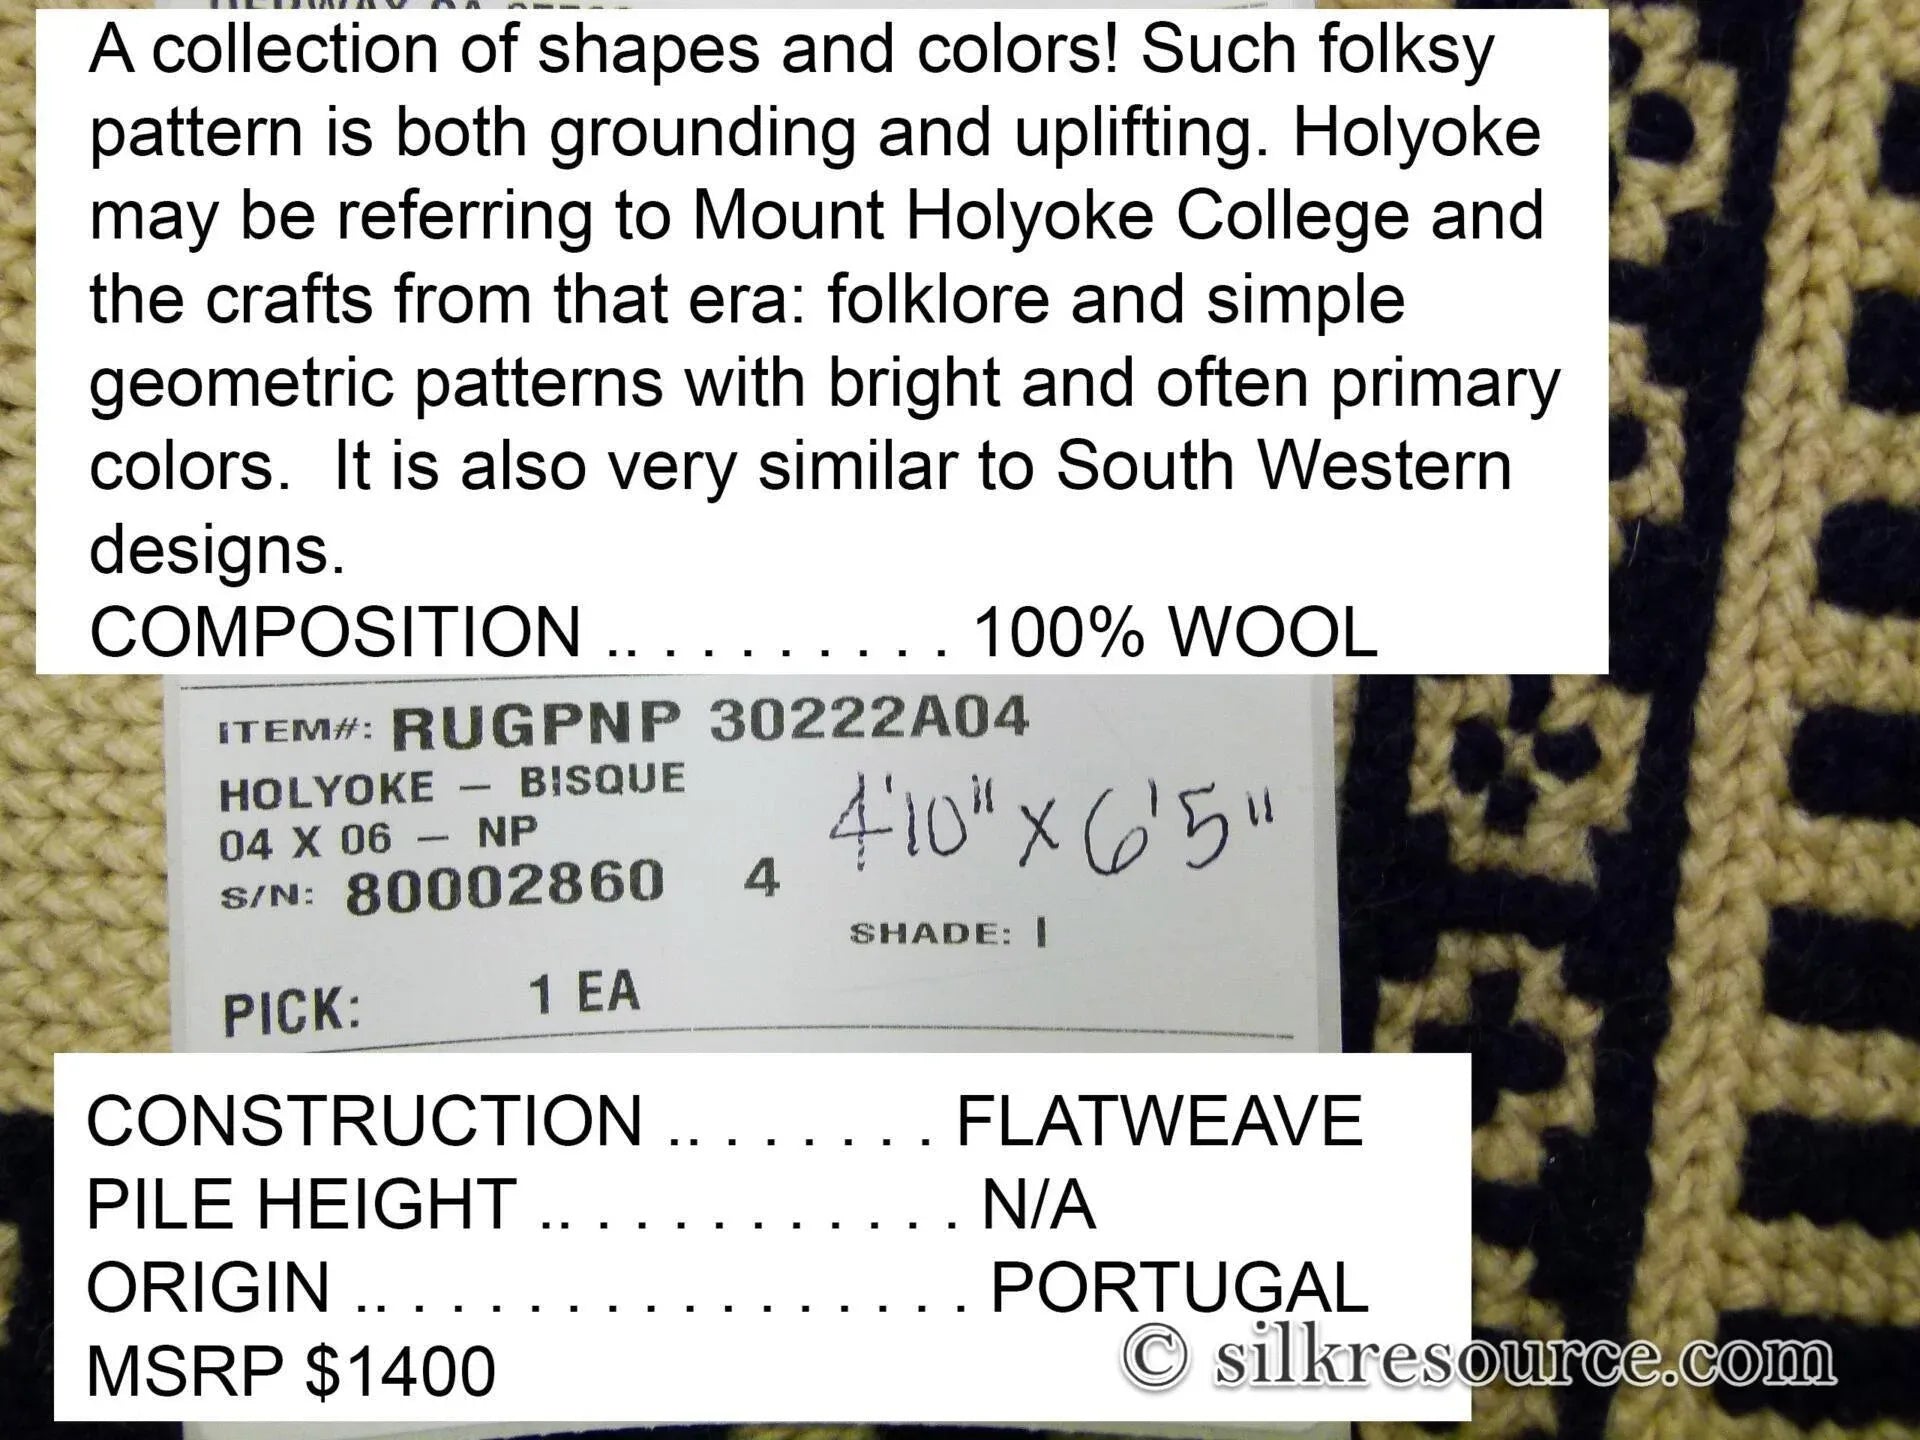 A collection of shapes and colors! Such folksy
pattern is both grounding and uplifting. Holyoke
may be referring to Mount Holyoke College and
the crafts from that era: folklore and simple
geometric patterns with bright and often primary
colors.  It is also very similar to South Western
designs.
COMPOSITION .. . . . . . . . . 100% WOOL
ITEM#: RUGPNP 30222A04
HOLYOKE – BISQUE
04 X 06 – NP
4'10" x 6'5"
S/N: 80002860 4
SHADE: 1
PICK: 1 EA
CONSTRUCTION .. . . . . . . FLATWEAVE
PILE HEIGHT .. . . . . . . . . . . N/A
ORIGIN .. . . . . . . . . . . . . . . . . PORTUGAL
MSRP $1400
© silkresource.com